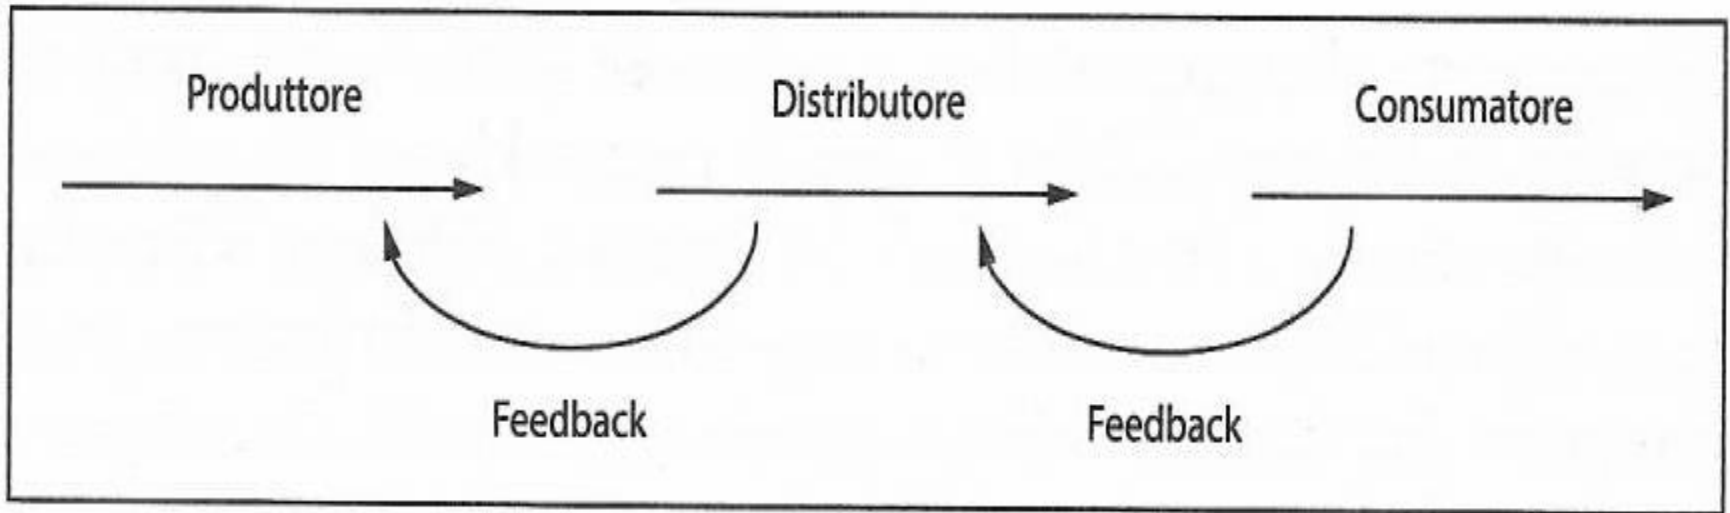 Produttore
Distributore
Consumatore
Feedback
Feedback